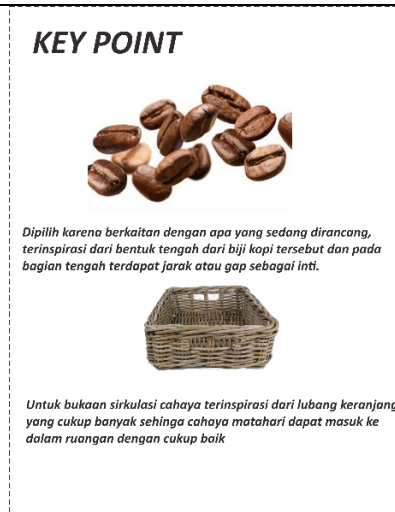 KEY POINT
Dipilih karena berkaitan dengan apa yang sedang dirancang,
terinspirasi dari bentuk tengah dari biji kopi tersebut dan pada
bagian tengah terdapat jarak atau gap sebagai inti.
Untuk bukaan sirkulasi cahaya terinspirasi dari lubang keranjang
yang cukup banyak sehinga cahaya matahari dapat masuk ke
dalam ruangan dengan cukup baik